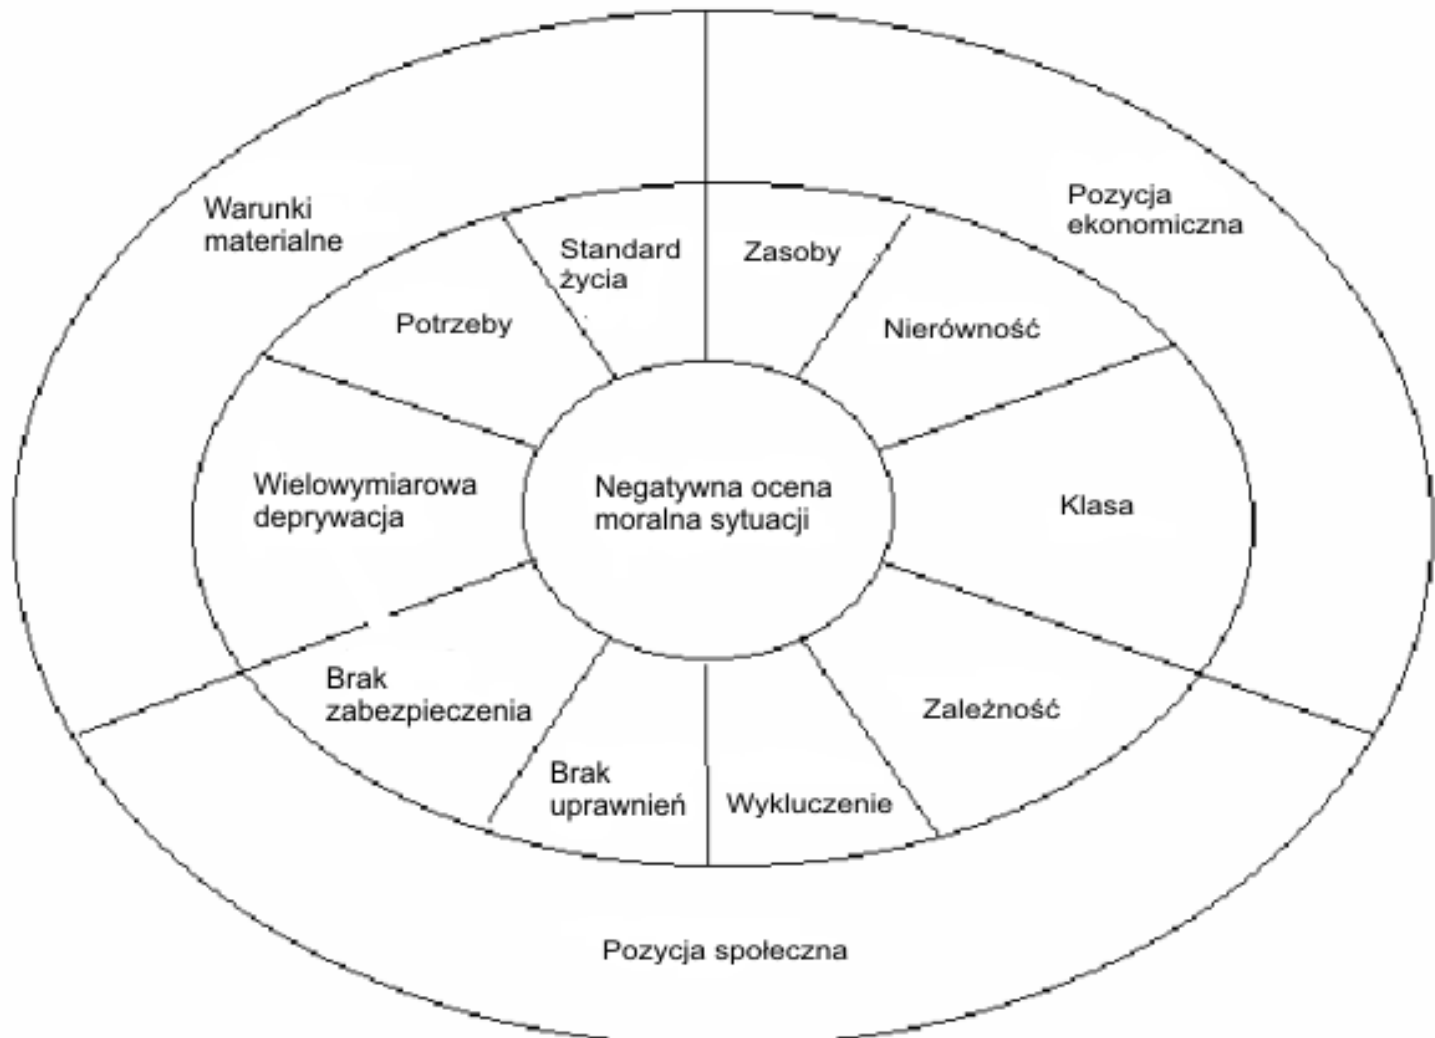 Warunki
materialne
Pozycja
ekonomiczna
Standard
życia
Zasoby
Potrzeby
Nierówność
Wielowymiarowa
deprywacja
Negatywna ocena
moralna sytuacji
Klasa
Brak
zabezpieczenia
Zależność
Brak
uprawnień
Wykluczenie
Pozycja społeczna